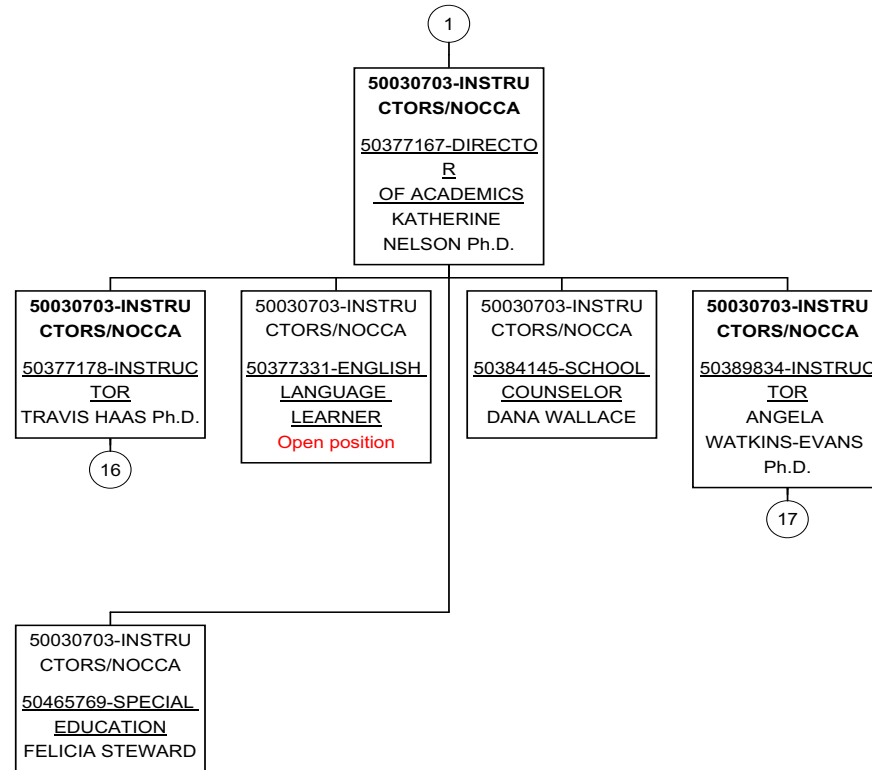 1
50030703-INSTRU
CTORS/NOCCA
50377167-DIRECTO
R
OF ACADEMICS
KATHERINE
NELSON Ph.D.
50030703-INSTRU
CTORS/NOCCA
50377178-INSTRUC
TOR
TRAVIS HAAS Ph.D.
16
50030703-INSTRU
CTORS/NOCCA
50377331-ENGLISH
LANGUAGE
LEARNER
Open position
50030703-INSTRU
CTORS/NOCCA
50384145-SCHOOL
COUNSELOR
DANA WALLACE
50030703-INSTRU
CTORS/NOCCA
50389834-INSTRUC
TOR
ANGELA
WATKINS-EVANS
Ph.D.
17
50030703-INSTRU
CTORS/NOCCA
50465769-SPECIAL
EDUCATION
FELICIA STEWARD